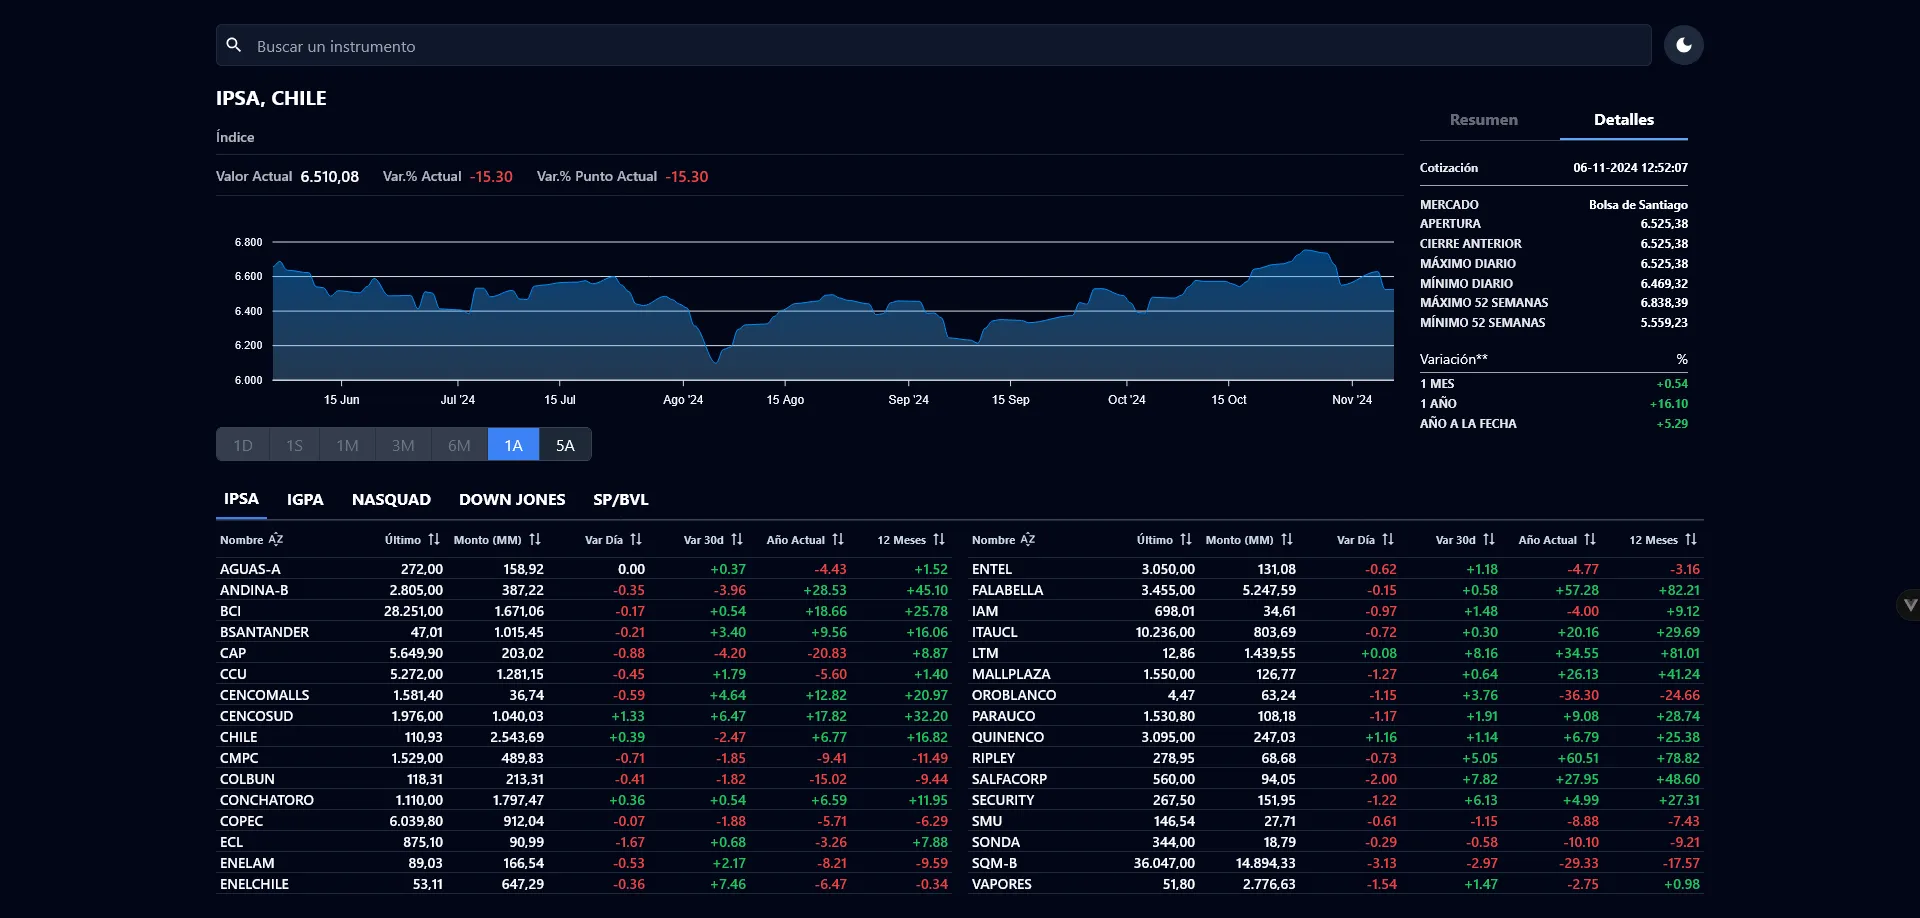 Buscar un instrumento
IPSA, CHILE
Índice
Valor Actual 6.510,08 Var.% Actual -15.30 Var.% Punto Actual -15.30
6.800
6.600
6.400
6.200
6.000
15 Jun Jul '24 15 Jul Ago '24 15 Ago Sep '24 15 Sep Oct '24 15 Oct Nov '24
1D 1S 1M 3M 6M 1A 5A
Resumen Detalles
Cotización 06-11-2024 12:52:07
MERCADO Bolsa de Santiago
APERTURA 6.525,38
CIERRE ANTERIOR 6.525,38
MÁXIMO DIARIO 6.525,38
MÍNIMO DIARIO 6.469,32
MÁXIMO 52 SEMANAS 6.838,39
MÍNIMO 52 SEMANAS 5.559,23
Variación** %
1 MES +0.54
1 AÑO +16.10
AÑO A LA FECHA +5.29
IPSA IGPA NASQUAD DOWN JONES SP/BVL
Nombre Último Monto (MM) Var Día Var 30d Año Actual 12 Meses
AGUAS-A 272,00 158,92 0.00 +0.37 -4.43 +1.52
ANDINA-B 2.805,00 387,22 -0.35 -3.96 +28.53 +45.10
BCI 28.251,00 1.671,06 -0.17 +0.54 +18.66 +25.78
BSANTANDER 47,01 1.015,45 -0.21 +3.40 +9.56 +16.06
CAP 5.649,90 203,02 -0.88 -4.20 -20.83 +8.87
CCU 5.272,00 1.281,15 -0.45 +1.79 -5.60 +1.40
CENCOMALLS 1.581,40 36,74 -0.59 +4.64 +12.82 +20.97
CENCOSUD 1.976,00 1.040,03 +1.33 +6.47 +17.82 +32.20
CHILE 110,93 2.543,69 +0.39 -2.47 +6.77 +16.82
CMPC 1.529,00 489,83 -0.71 -1.85 -9.41 -11.49
COLBUN 118,31 213,31 -0.41 -1.82 -15.02 -9.44
CONCHATORO 1.110,00 1.797,47 +0.36 +0.54 +6.59 +11.95
COPEC 6.039,80 912,04 -0.07 -1.88 -5.71 -6.29
ECL 875,10 90,99 -1.67 +0.68 -3.26 +7.88
ENELAM 89,03 166,54 -0.53 +2.17 -8.21 -9.59
ENELCHILE 53,11 647,29 -0.36 +7.46 -6.47 -0.34
Nombre Último Monto (MM) Var Día Var 30d Año Actual 12 Meses
ENTEL 3.050,00 131,08 -0.62 +1.18 -4.77 -3.16
FALABELLA 3.455,00 5.247,59 -0.15 +0.58 +57.28 +82.21
IAM 698,01 34,61 -0.97 +1.48 -4.00 +9.12
ITAUCL 10.236,00 803,69 -0.72 +0.30 +20.16 +29.69
LTM 12,86 1.439,55 +0.08 +8.16 +34.55 +81.01
MALLPLAZA 1.550,00 126,77 -1.27 +0.64 +26.13 +41.24
OROBLANCO 4,47 63,24 -1.15 +3.76 -36.30 -24.66
PARAUCO 1.530,80 108,18 -1.17 +1.91 +9.08 +28.74
QUINENCO 3.095,00 247,03 +1.16 +1.14 +6.79 +25.38
RIPLEY 278,95 68,68 -0.73 +5.05 +60.51 +78.82
SALFACORP 560,00 94,05 -2.00 +7.82 +27.95 +48.60
SECURITY 267,50 151,95 -1.22 +6.13 +4.99 +27.31
SMU 146,54 27,71 -0.61 -1.15 -8.88 -7.43
SONDA 344,00 18,79 -0.29 -0.58 -10.10 -9.21
SQM-B 36.047,00 14.894,33 -3.13 -2.97 -29.33 -17.57
VAPORES 51,80 2.776,63 -1.54 +1.47 -2.75 +0.98